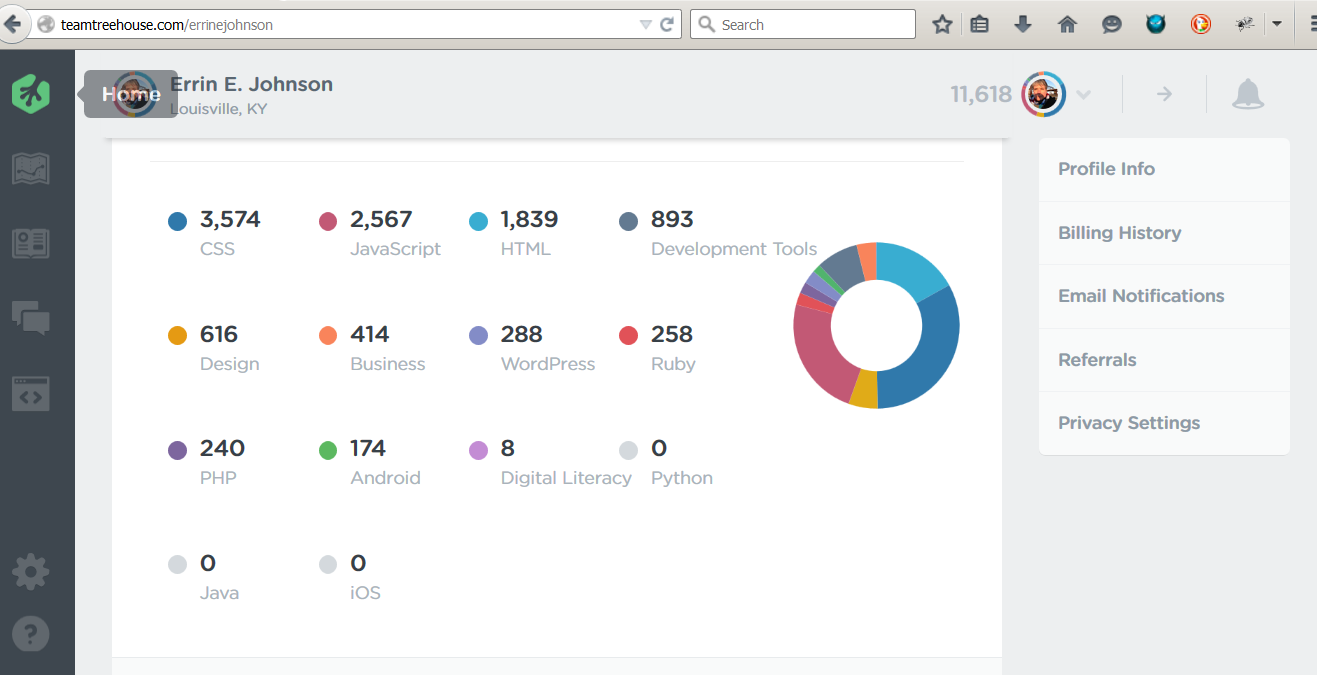 teamtreehouse.com/errinejohnson
Search
Home
Errin E. Johnson
Louisville, KY
11,618
3,574
CSS
2,567
JavaScript
1,839
HTML
893
Development Tools
616
Design
414
Business
288
WordPress
258
Ruby
240
PHP
174
Android
8
Digital Literacy
0
Python
0
Java
0
iOS
Profile Info
Billing History
Email Notifications
Referrals
Privacy Settings
?